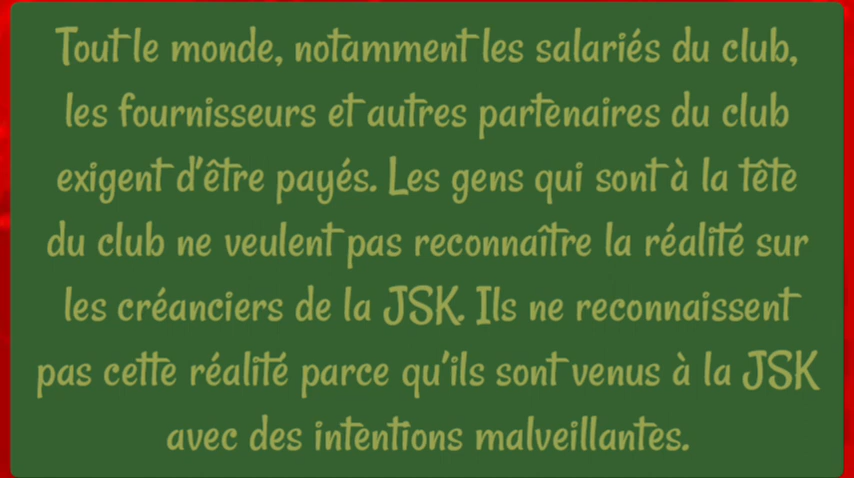 Tout le monde, notamment les salariés du club,
les fournisseurs et autres partenaires du club
exigent d'être payés. Les gens qui sont à la tête
du club ne veulent pas reconnaître la réalité sur
les créanciers de la JSK. Ils ne reconnaissent
pas cette réalité parce qu'ils sont venus à la JSK
avec des intentions malveillantes.